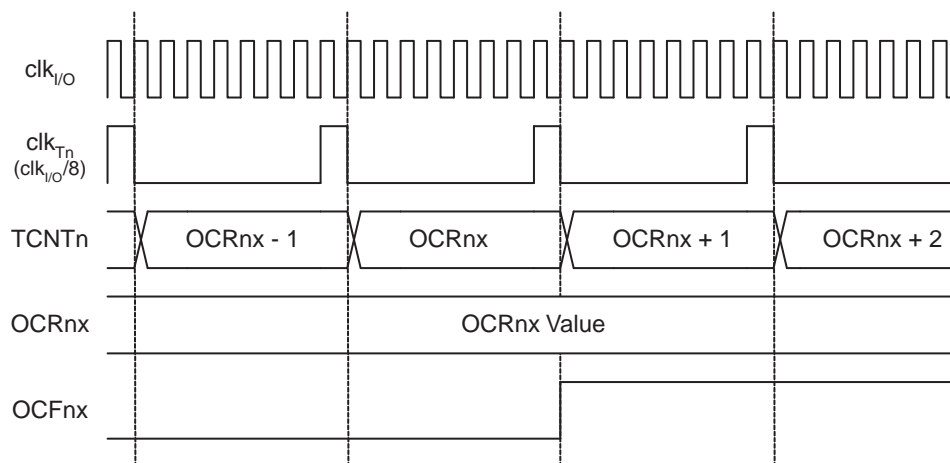 clkI/O
clkTn
(clkI/O/8)
TCNTn
OCRnx - 1
OCRnx
OCRnx + 1
OCRnx + 2
OCRnx
OCRnx Value
OCFnx